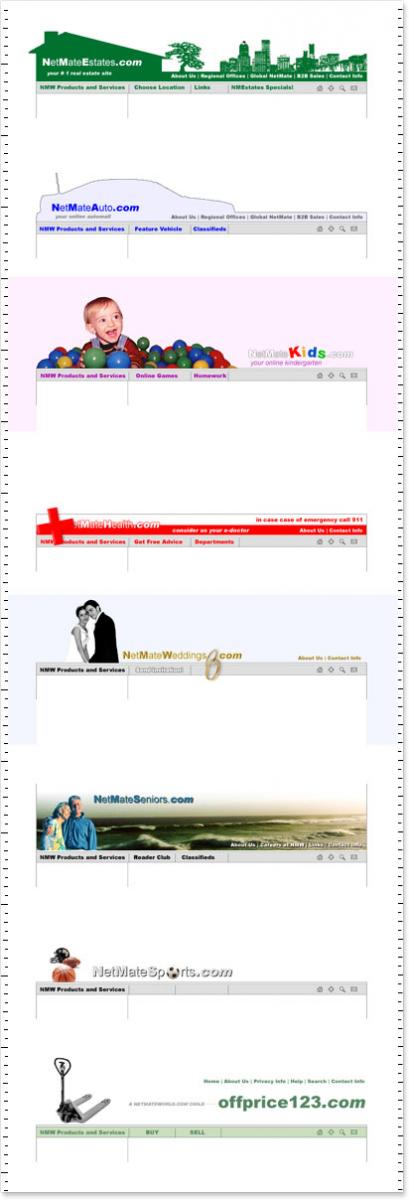 NetMateEstates.com
your # 1 real estate site
About Us | Regional Offices | Global NetMate | B2B Sales | Contact Info
NMW Products and Services Choose Location Links NMEstates Specials!
NetMateAuto.com
your online automall
About Us | Regional Offices | Global NetMate | B2B Sales | Contact Info
NMW Products and Services Feature Vehicle Classifieds
NetMateKids.com
your online kindergarten
NMW Products and Services Online Games Homework
in case case of emergency call 911
NetMateHealth.com
consider us your e-doctor About Us | Contact Info
NMW Products and Services Get Free Advice Departments
NetMateWeddings.com
About Us | Contact Info
NMW Products and Services Send Invitation!
NetMateSeniors.com
About Us | at NMW | Links | Contact Info
NMW Products and Services Reader Club Classifieds
NetMateSports.com
NMW Products and Services
Home | About Us | Privacy Info | Help | Search | Contact Info
A NETMATEWORLD.COM CHILD offprice123.com
NMW Products and Services BUY SELL